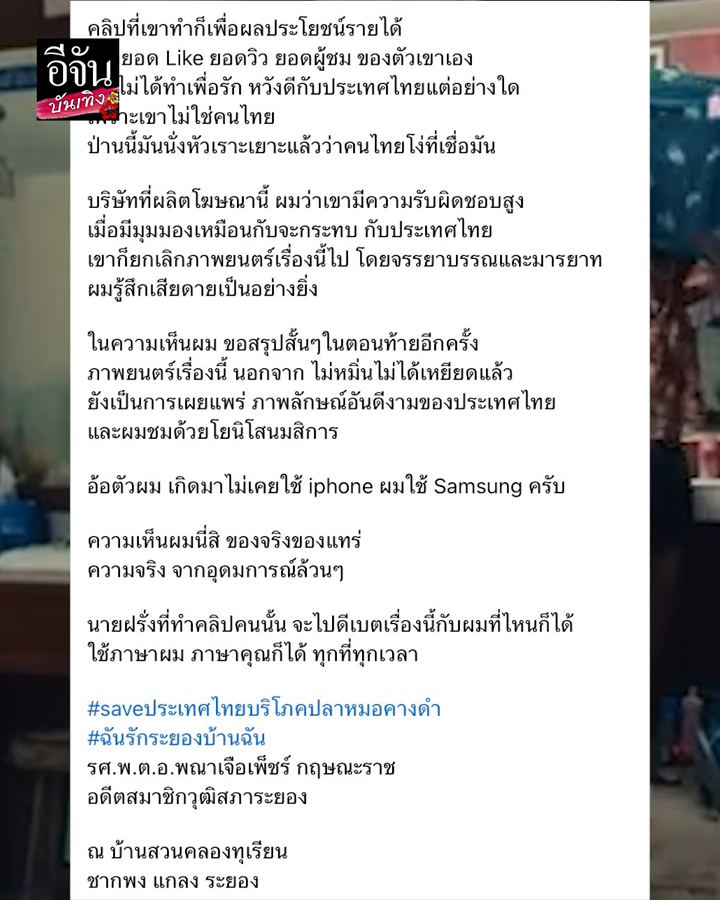 คลิปที่เขาทำก็เพื่อผลประโยชน์รายได้
ยอด Like ยอดวิว ยอดผู้ชม ของตัวเขาเอง
อีจัน
บันเทิง
ไม่ได้ทำเพื่อรัก หวังดีกับประเทศไทยแต่อย่างใด
เพราะเขาไม่ใช่คนไทย
ป่านนี้มันนั่งหัวเราะเยาะแล้วว่าคนไทยโง่ที่เชื่อมัน
บริษัทที่ผลิตโฆษณานี้ ผมว่าเขามีความรับผิดชอบสูง
เมื่อมีมุมมองเหมือนกับจะกระทบ กับประเทศไทย
เขาก็ยกเลิกภาพยนตร์เรื่องนี้ไป โดยจรรยาบรรณและมารยาท
ผมรู้สึกเสียดายเป็นอย่างยิ่ง
ในความเห็นผม ขอสรุปสั้นๆในตอนท้ายอีกครั้ง
ภาพยนตร์เรื่องนี้ นอกจาก ไม่หมิ่นไม่ได้เหยียดแล้ว
ยังเป็นการเผยแพร่ ภาพลักษณ์อันดีงามของประเทศไทย
และผมชมด้วยโยนิโสนมสิการ
อ้อตัวผม เกิดมาไม่เคยใช้ iphone ผมใช้ Samsung ครับ
ความเห็นผมนี่สิ ของจริงของแทร่
ความจริง จากอุดมการณ์ล้วนๆ
นายฝรั่งที่ทำคลิปคนนั้น จะไปดีเบตเรื่องนี้กับผมที่ไหนก็ได้
ใช้ภาษาผม ภาษาคุณก็ได้ ทุกที่ทุกเวลา
#saveประเทศไทยบริโภคปลาหมอคางดำ
#ฉันรักระยองบ้านฉัน
รศ.พ.ต.อ.พณาเจือเพ็ชร์ กฤษณะราช
อดีตสมาชิกวุฒิสภาระยอง
ณ บ้านสวนคลองทุเรียน
ชากพง แกลง ระยอง